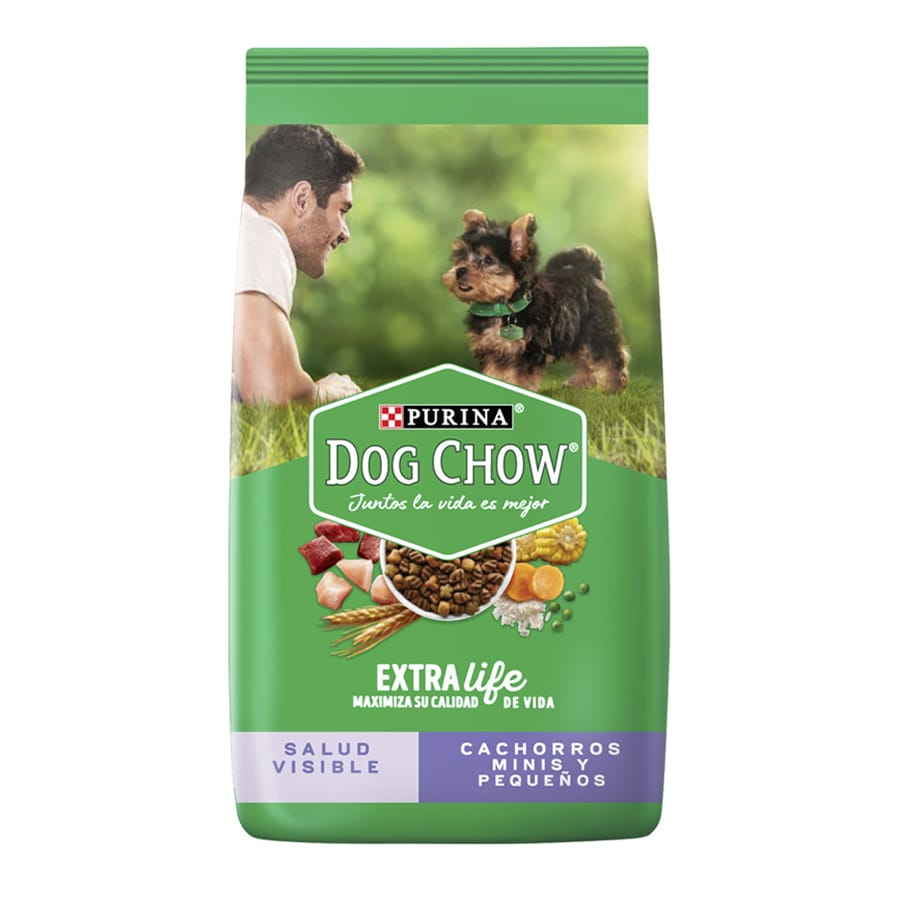 PURINA®
DOG CHOW®
Juntos la vida es mejor
EXTRA life
MAXIMIZA SU CALIDAD DE VIDA
SALUD
VISIBLE
CACHORROS
MINIS Y
PEQUEÑOS